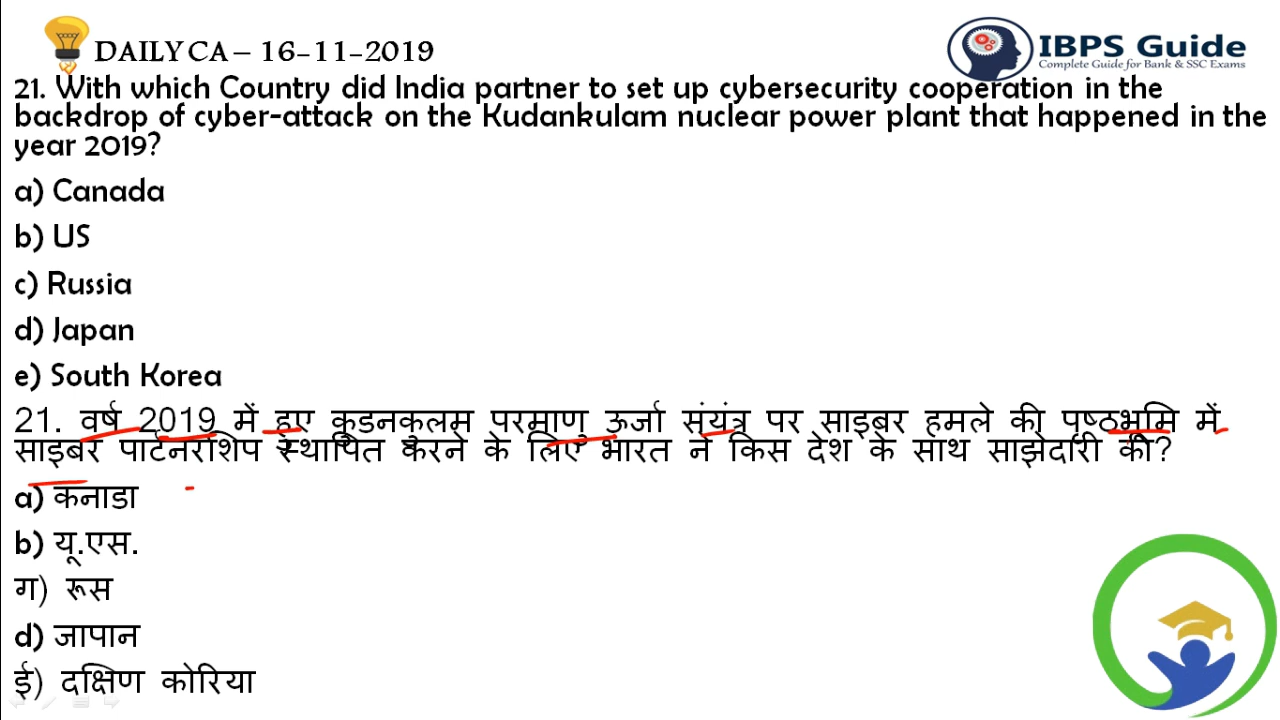 DAILY CA – 16-11-2019
IBPS Guide
Complete Guide for Bank & SSC Exams
21. With which Country did India partner to set up cybersecurity cooperation in the
backdrop of cyber-attack on the Kudankulam nuclear power plant that happened in the
year 2019?
a) Canada
b) US
c) Russia
d) Japan
e) South Korea
21. वर्ष 2019 में हुए कुडनकुलम परमाणु ऊर्जा संयंत्र पर साइबर हमले की पृष्ठभूमि में
साइबर पार्टनरशिप स्थापित करने के लिए भारत ने किस देश के साथ साझेदारी की?
a) कनाडा
b) यू.एस.
ग) रूस
d) जापान
ई) दक्षिण कोरिया